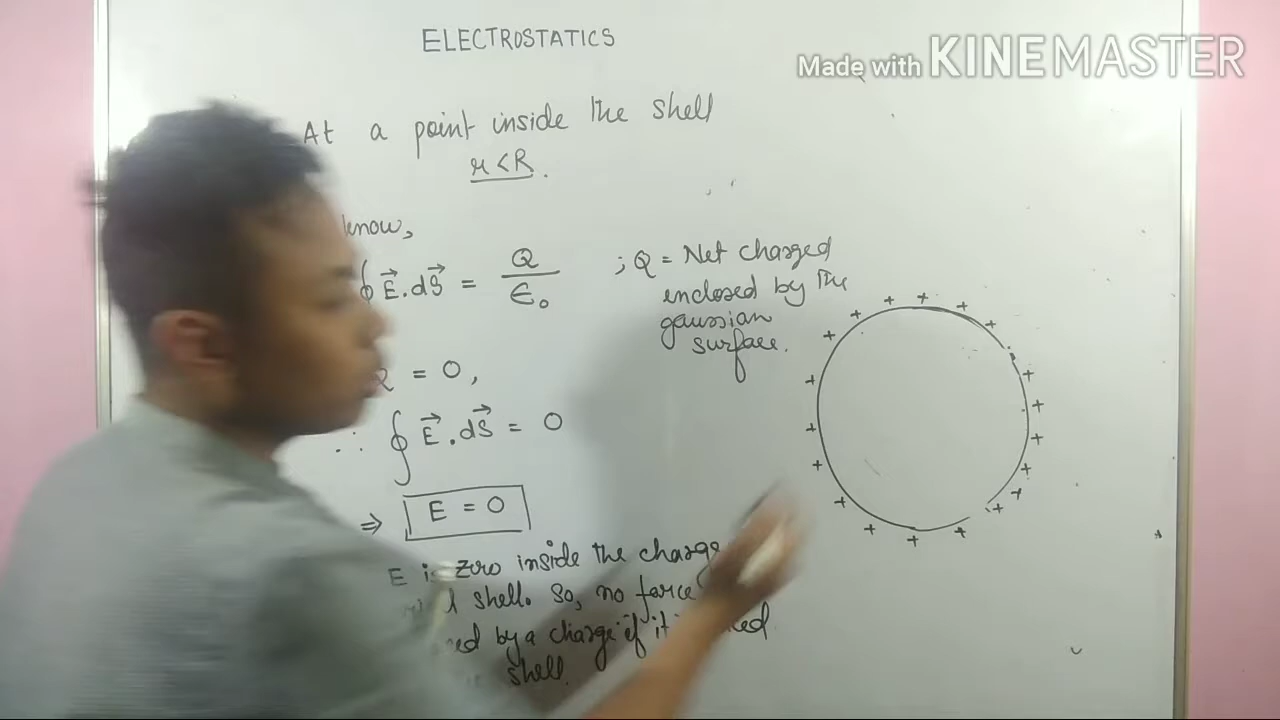 ELECTROSTATICS
Made with KINEMASTER
At a point inside the shell
r<R.
know,
∮ E⃗.dS⃗ = Q/ε₀ ; Q = Net charged
enclosed by the
gaussian
surface.
= 0,
∴ ∮ E⃗.dS⃗ = 0
⇒ E = 0
E is zero inside the
shell. So, no force
by a charge if it
shell.